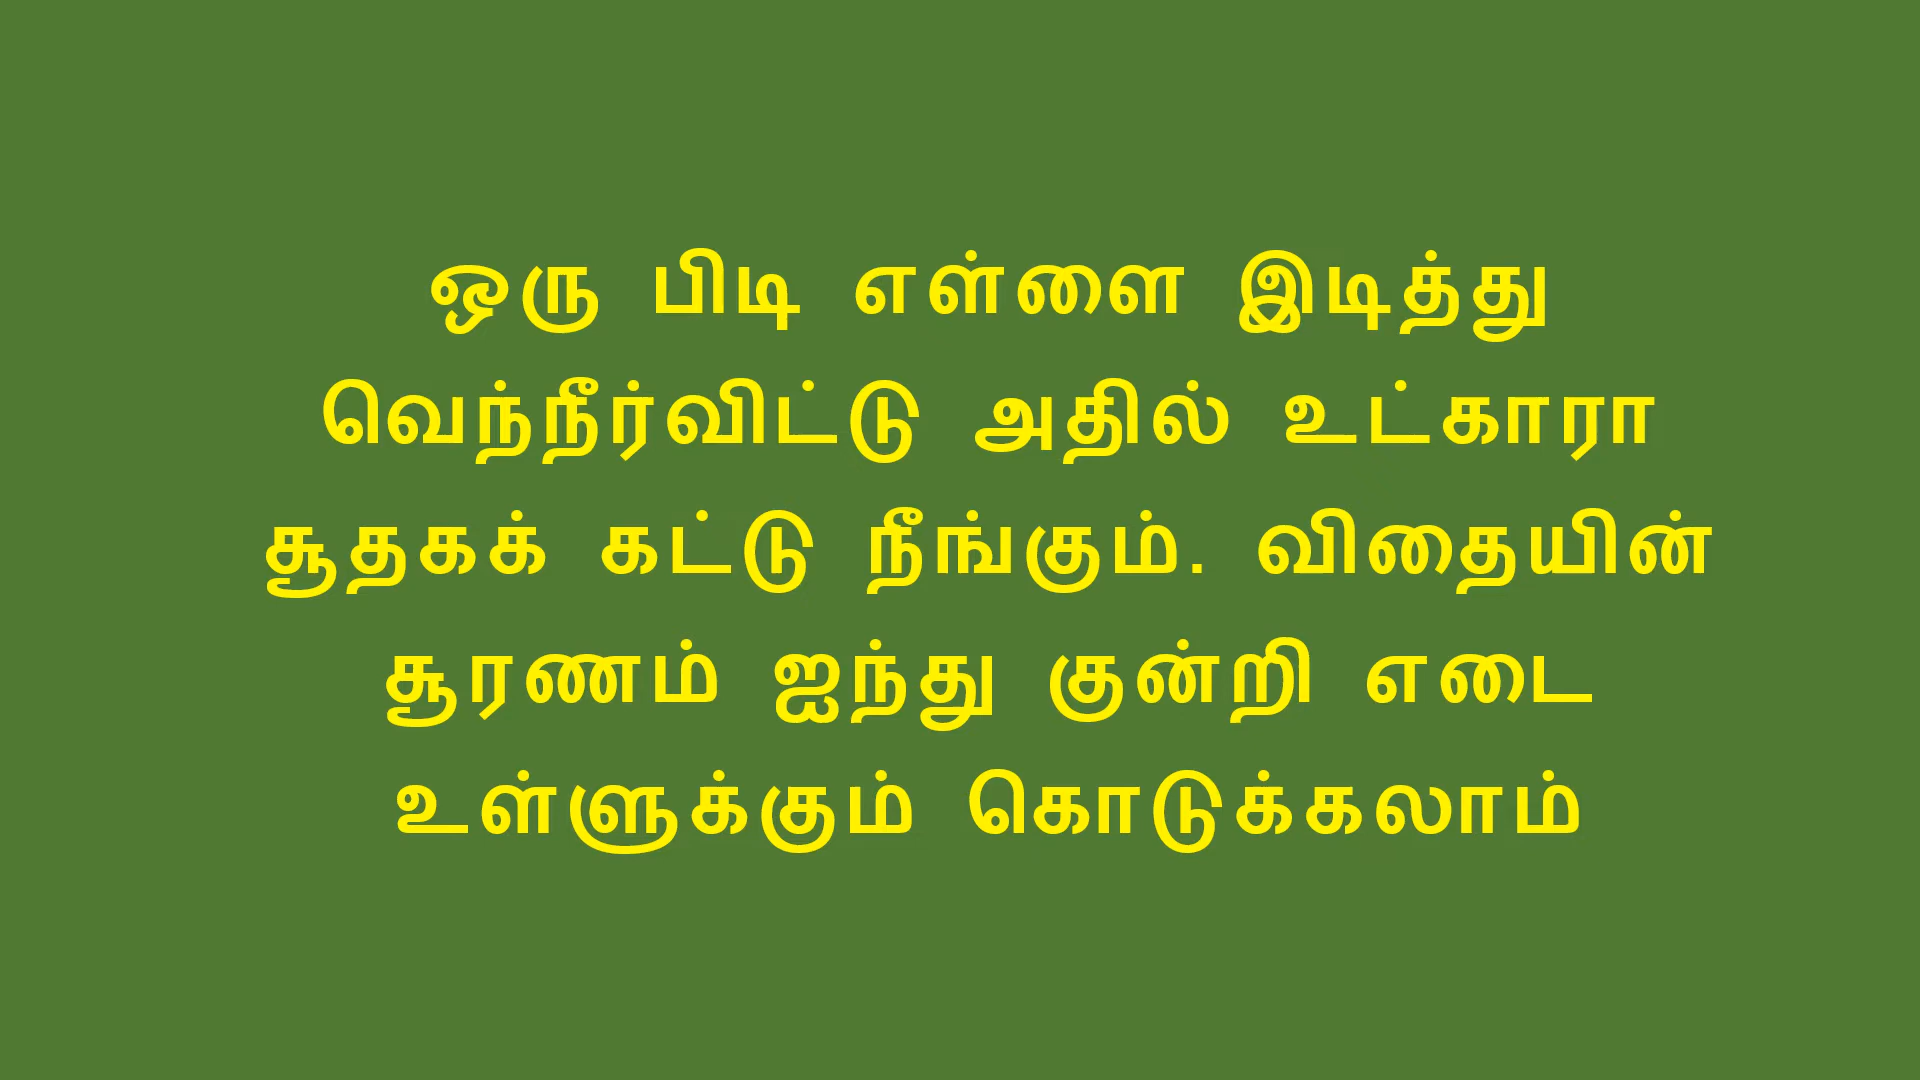 ஒரு பிடி எள்ளை இடித்து
வெந்நீர்விட்டு அதில் உட்காரா
சூதகக் கட்டு நீங்கும். விதையின்
சூரணம் ஐந்து குன்றி எடை
உள்ளுக்கும் கொடுக்கலாம்